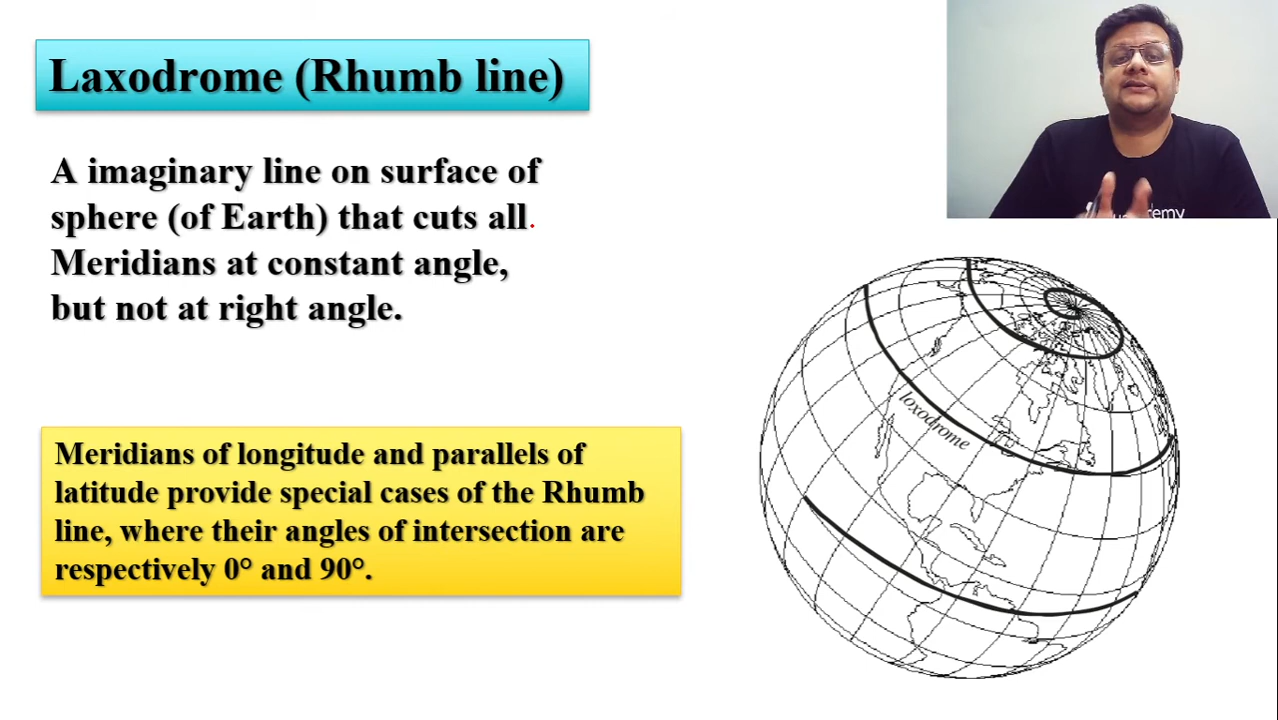 Laxodrome (Rhumb line)
A imaginary line on surface of
sphere (of Earth) that cuts all
Meridians at constant angle,
but not at right angle.
Meridians of longitude and parallels of
latitude provide special cases of the Rhumb
line, where their angles of intersection are
respectively 0° and 90°.
loxodrome